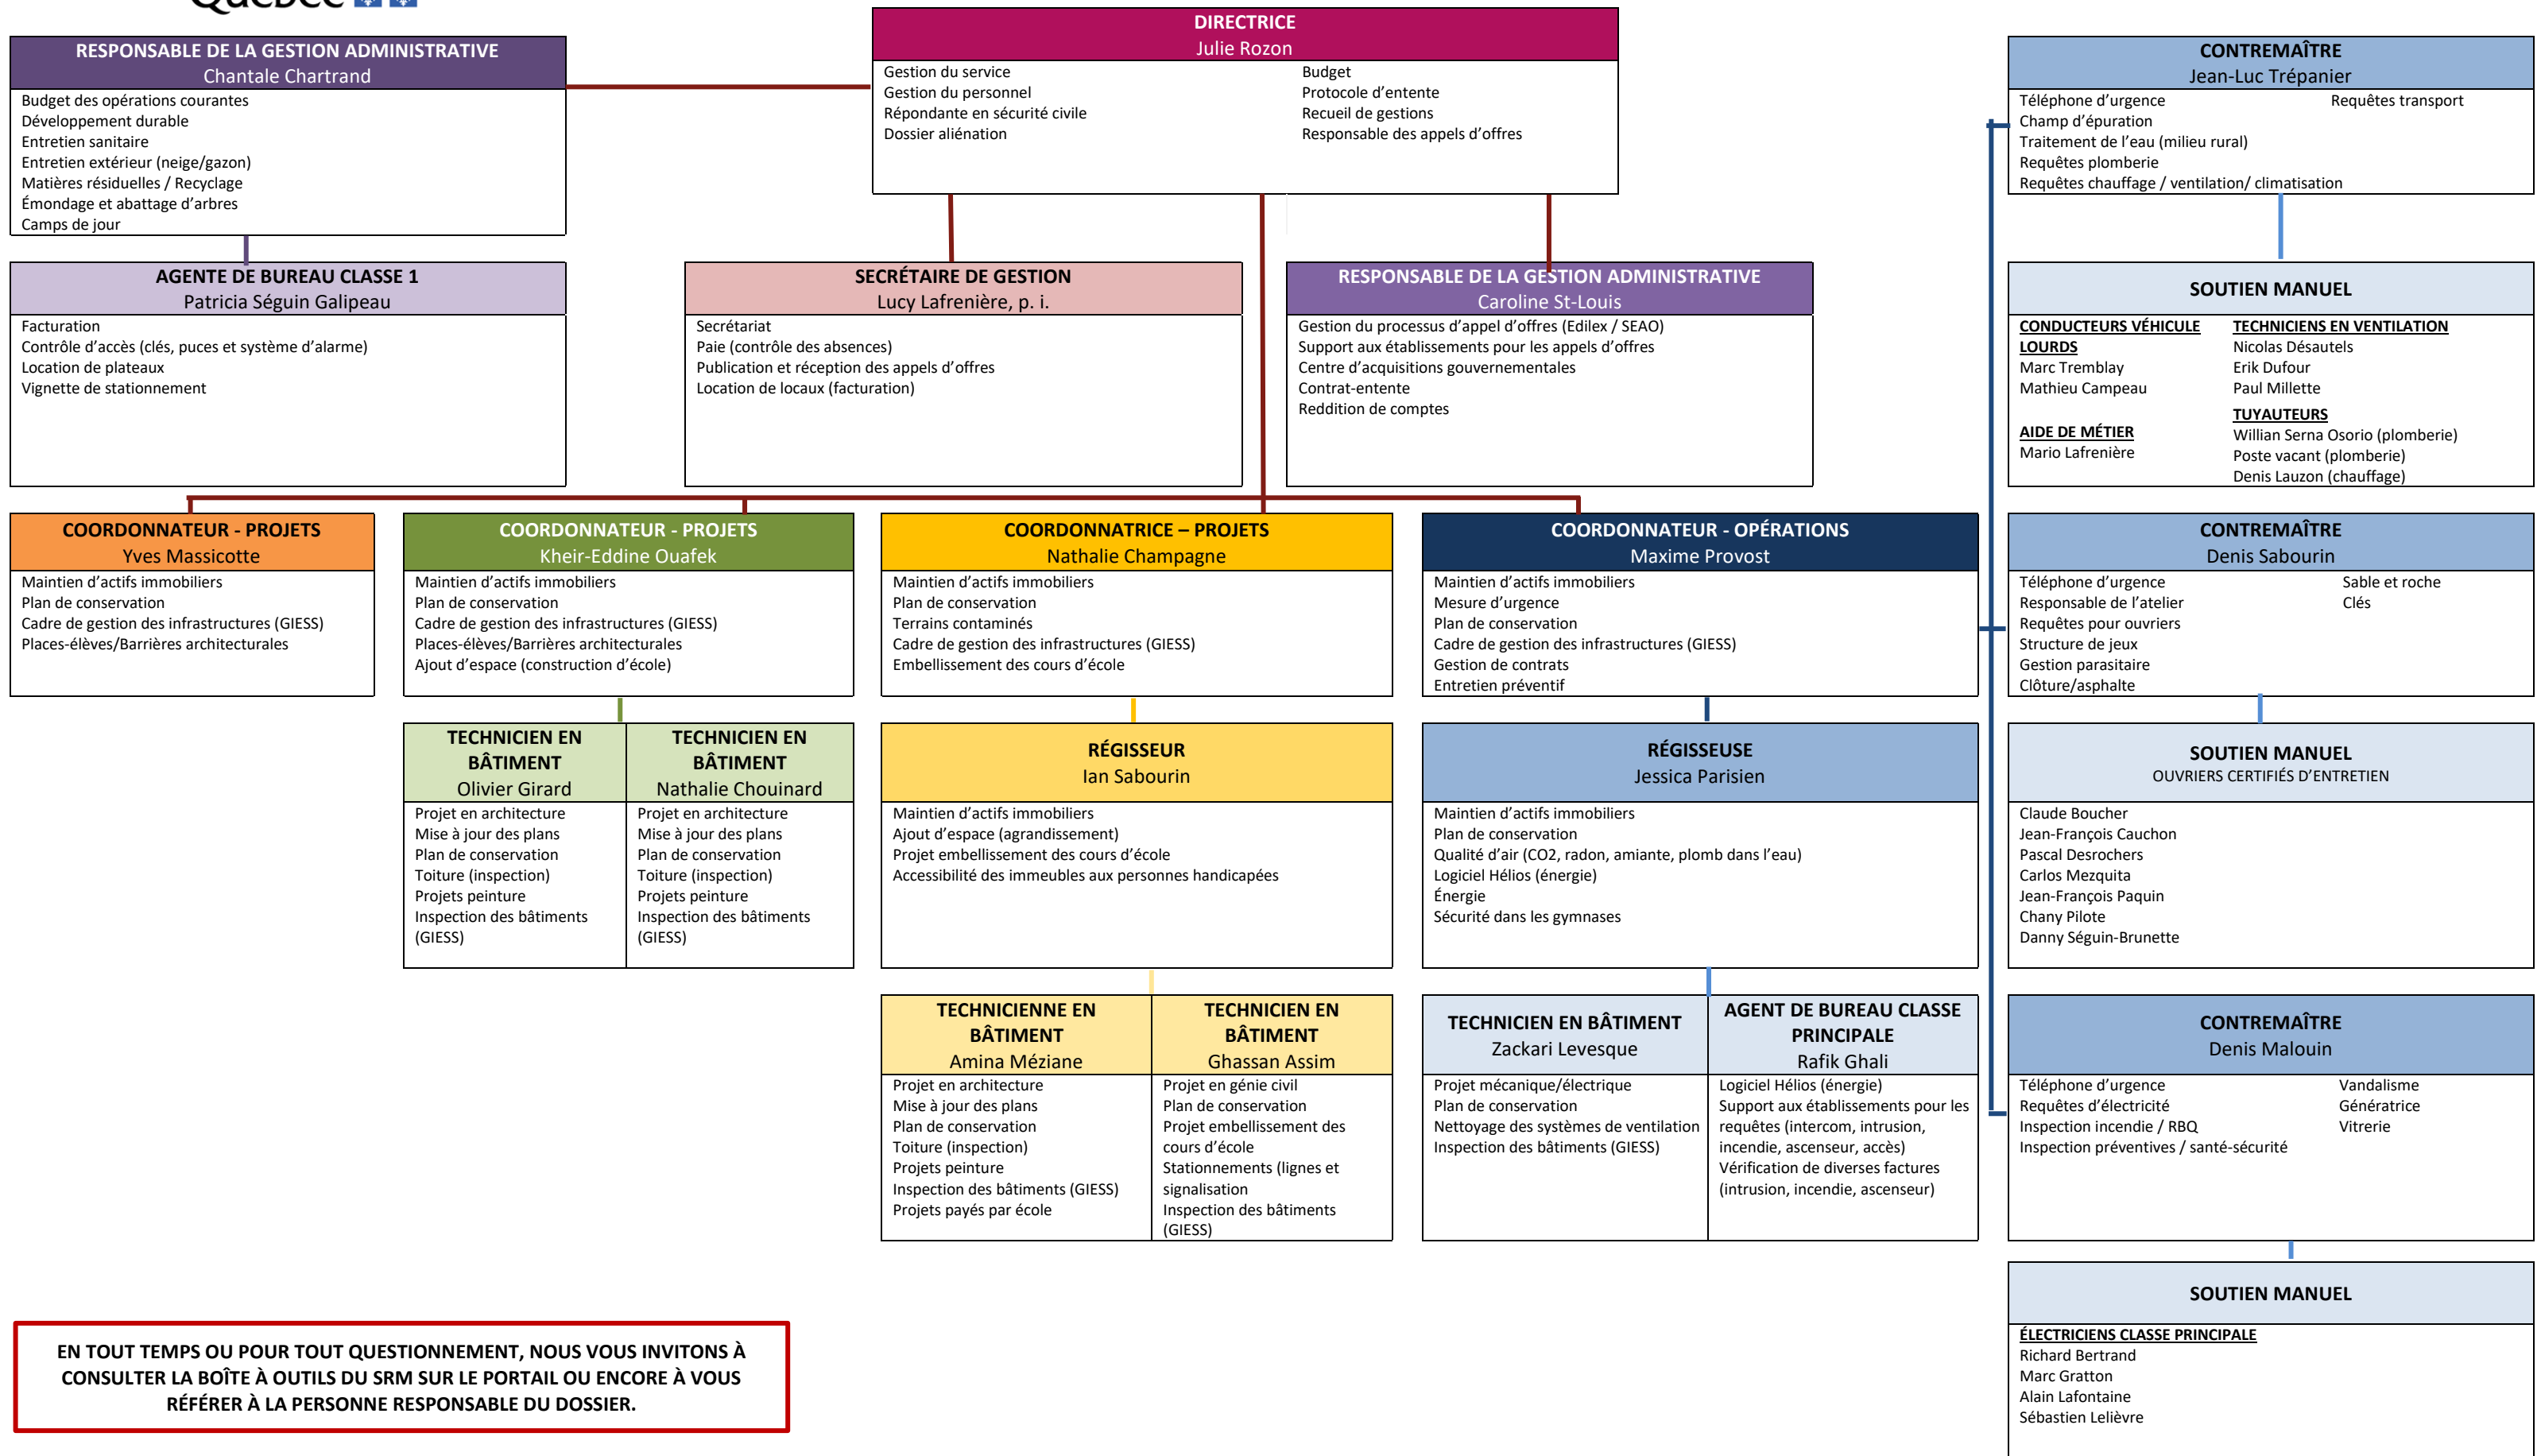 Québec
RESPONSABLE DE LA GESTION ADMINISTRATIVE
Chantale Chartrand
Budget des opérations courantes
Développement durable
Entretien sanitaire
Entretien extérieur (neige/gazon)
Matières résiduelles / Recyclage
Émondage et abattage d’arbres
Camps de jour
DIRECTRICE
Julie Rozon
Gestion du service
Gestion du personnel
Répondante en sécurité civile
Dossier aliénation
Budget
Protocole d’entente
Recueil de gestions
Responsable des appels d’offres
CONTREMAÎTRE
Jean-Luc Trépanier
Téléphone d’urgence
Champ d’épuration
Traitement de l’eau (milieu rural)
Requêtes plomberie
Requêtes chauffage / ventilation/ climatisation
Requêtes transport
AGENTE DE BUREAU CLASSE 1
Patricia Séguin Galipeau
Facturation
Contrôle d’accès (clés, puces et système d’alarme)
Location de plateaux
Vignette de stationnement
SECRÉTAIRE DE GESTION
Lucy Lafrenière, p. i.
Secrétariat
Paie (contrôle des absences)
Publication et réception des appels d’offres
Location de locaux (facturation)
RESPONSABLE DE LA GESTION ADMINISTRATIVE
Caroline St-Louis
Gestion du processus d’appel d’offres (Edilex / SEAO)
Support aux établissements pour les appels d’offres
Centre d’acquisitions gouvernementales
Contrat-entente
Reddition de comptes
SOUTIEN MANUEL
CONDUCTEURS VÉHICULE
LOURDS
Marc Tremblay
Mathieu Campeau
AIDE DE MÉTIER
Mario Lafrenière
TECHNICIENS EN VENTILATION
Nicolas Désautels
Erik Dufour
Paul Millette
TUYAUTEURS
Willian Serna Osorio (plomberie)
Poste vacant (plomberie)
Denis Lauzon (chauffage)
COORDONNATEUR - PROJETS
Yves Massicotte
Maintien d’actifs immobiliers
Plan de conservation
Cadre de gestion des infrastructures (GIESS)
Places-élèves/Barrières architecturales
COORDONNATEUR - PROJETS
Kheir-Eddine Ouafek
Maintien d’actifs immobiliers
Plan de conservation
Cadre de gestion des infrastructures (GIESS)
Places-élèves/Barrières architecturales
Ajout d’espace (construction d’école)
COORDONNATRICE – PROJETS
Nathalie Champagne
Maintien d’actifs immobiliers
Plan de conservation
Terrains contaminés
Cadre de gestion des infrastructures (GIESS)
Embellissement des cours d’école
COORDONNATEUR - OPÉRATIONS
Maxime Provost
Maintien d’actifs immobiliers
Mesure d’urgence
Plan de conservation
Cadre de gestion des infrastructures (GIESS)
Gestion de contrats
Entretien préventif
CONTREMAÎTRE
Denis Sabourin
Téléphone d’urgence
Responsable de l’atelier
Requêtes pour ouvriers
Structure de jeux
Gestion parasitaire
Clôture/asphalte
Sable et roche
Clés
TECHNICIEN EN
BÂTIMENT
Olivier Girard
Projet en architecture
Mise à jour des plans
Plan de conservation
Toiture (inspection)
Projets peinture
Inspection des bâtiments
(GIESS)
TECHNICIEN EN
BÂTIMENT
Nathalie Chouinard
Projet en architecture
Mise à jour des plans
Plan de conservation
Toiture (inspection)
Projets peinture
Inspection des bâtiments
(GIESS)
RÉGISSEUR
Ian Sabourin
Maintien d’actifs immobiliers
Ajout d’espace (agrandissement)
Projet embellissement des cours d’école
Accessibilité des immeubles aux personnes handicapées
RÉGISSEUSE
Jessica Parisien
Maintien d’actifs immobiliers
Plan de conservation
Qualité d’air (CO2, radon, amiante, plomb dans l’eau)
Logiciel Hélios (énergie)
Énergie
Sécurité dans les gymnases
SOUTIEN MANUEL
OUVRIERS CERTIFIÉS D’ENTRETIEN
Claude Boucher
Jean-François Cauchon
Pascal Desrochers
Carlos Mezquita
Jean-François Paquin
Chany Pilote
Danny Séguin-Brunette
TECHNICIENNE EN
BÂTIMENT
Amina Méziane
Projet en architecture
Mise à jour des plans
Plan de conservation
Toiture (inspection)
Projets peinture
Inspection des bâtiments (GIESS)
Projets payés par école
TECHNICIEN EN
BÂTIMENT
Ghassan Assim
Projet en génie civil
Plan de conservation
Projet embellissement des
cours d’école
Stationnements (lignes et
signalisation
Inspection des bâtiments
(GIESS)
TECHNICIEN EN BÂTIMENT
Zackari Levesque
Projet mécanique/électrique
Plan de conservation
Nettoyage des systèmes de ventilation
Inspection des bâtiments (GIESS)
AGENT DE BUREAU CLASSE
PRINCIPALE
Rafik Ghali
Logiciel Hélios (énergie)
Support aux établissements pour les
requêtes (intercom, intrusion,
incendie, ascenseur, accès)
Vérification de diverses factures
(intrusion, incendie, ascenseur)
CONTREMAÎTRE
Denis Malouin
Téléphone d’urgence
Requêtes d’électricité
Inspection incendie / RBQ
Inspection préventives / santé-sécurité
Vandalisme
Génératrice
Vitrerie
SOUTIEN MANUEL
ÉLECTRICIENS CLASSE PRINCIPALE
Richard Bertrand
Marc Gratton
Alain Lafontaine
Sébastien Lelièvre
EN TOUT TEMPS OU POUR TOUT QUESTIONNEMENT, NOUS VOUS INVITONS À
CONSULTER LA BOÎTE À OUTILS DU SRM SUR LE PORTAIL OU ENCORE À VOUS
RÉFÉRER À LA PERSONNE RESPONSABLE DU DOSSIER.